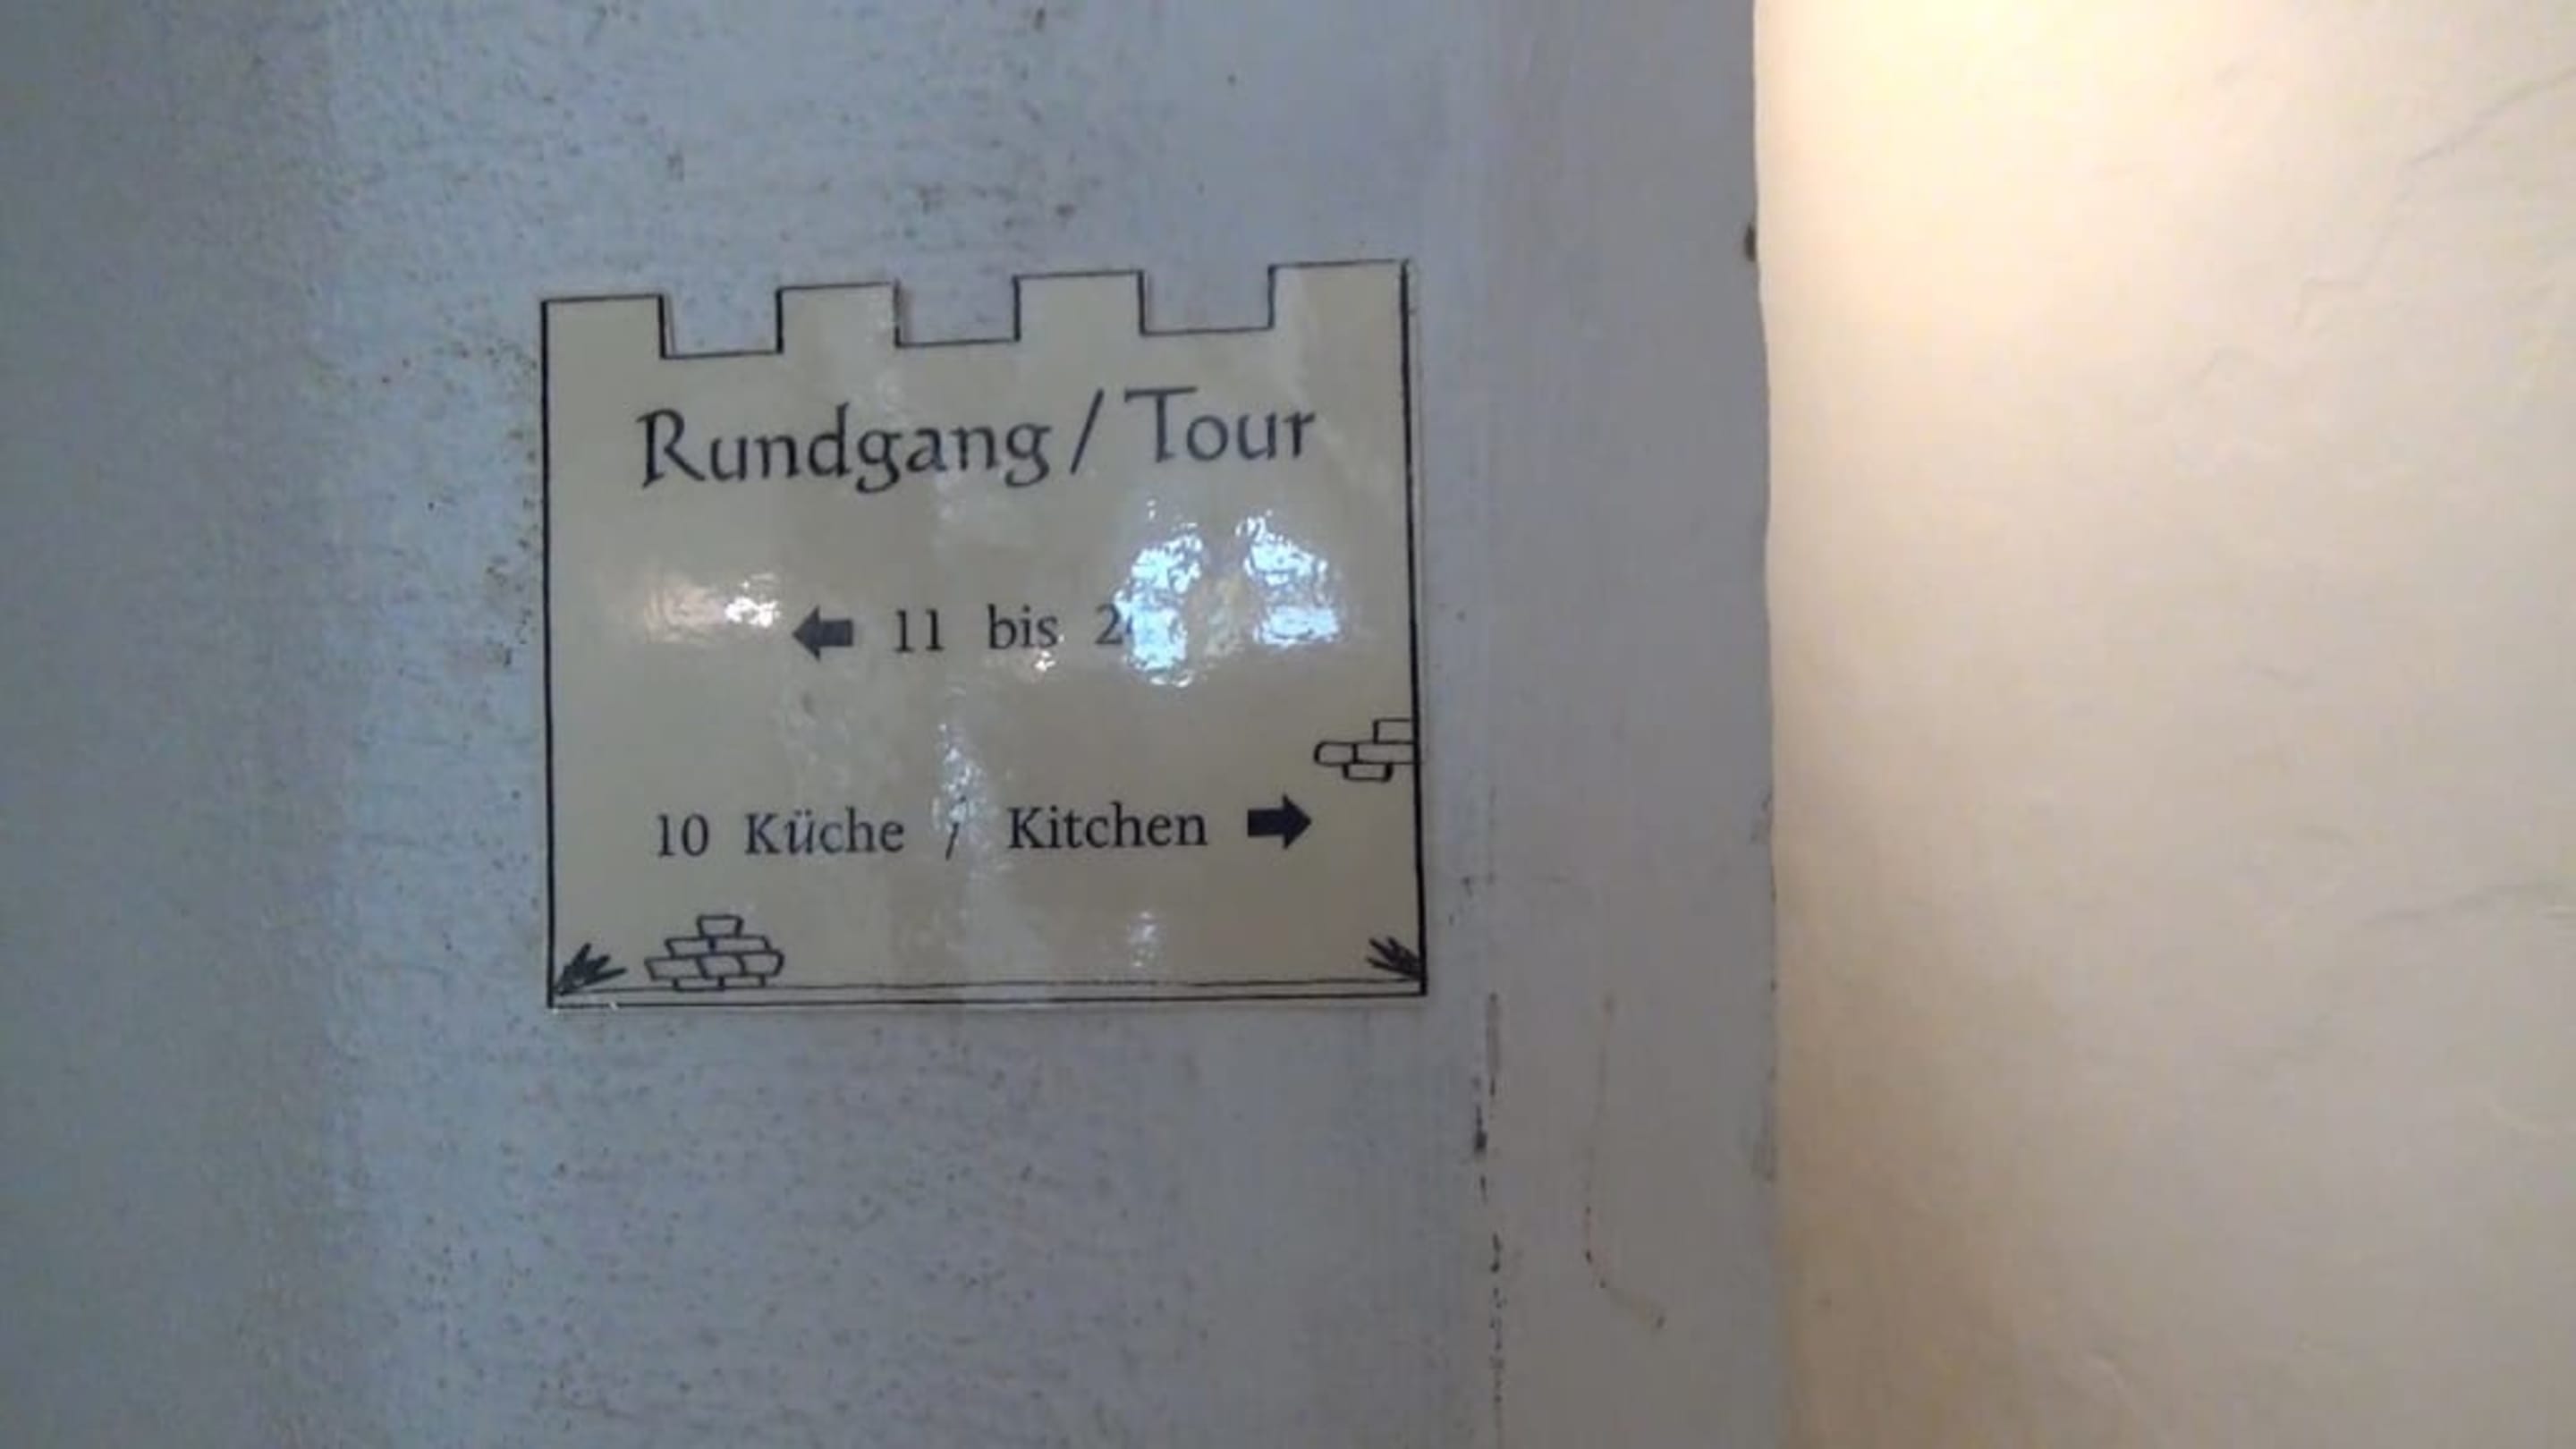 Rundgang / Tour
11 bis
10 Küche / Kitchen